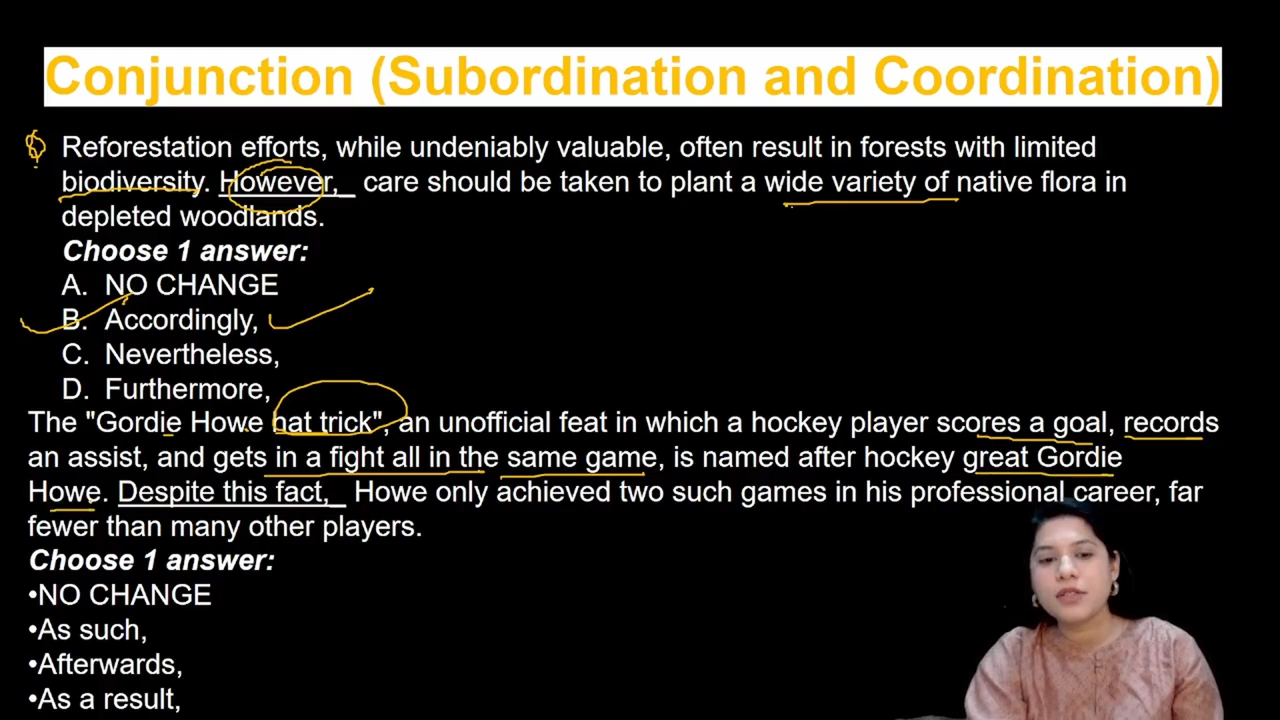 Conjunction (Subordination and Coordination)
Reforestation efforts, while undeniably valuable, often result in forests with limited
biodiversity. However,_ care should be taken to plant a wide variety of native flora in
depleted woodlands.
Choose 1 answer:
A. NO CHANGE
B. Accordingly,
C. Nevertheless,
D. Furthermore,
The "Gordie Howe hat trick", an unofficial feat in which a hockey player scores a goal, records
an assist, and gets in a fight all in the same game, is named after hockey great Gordie
Howe. Despite this fact,_ Howe only achieved two such games in his professional career, far
fewer than many other players.
Choose 1 answer:
•NO CHANGE
•As such,
•Afterwards,
•As a result,